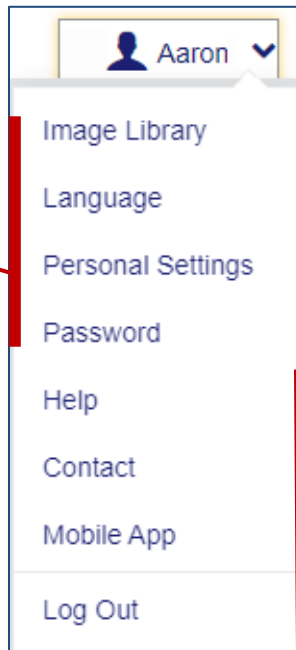 Aaron
Image Library
Language
Personal Settings
Password
Help
Contact
Mobile App
Log Out